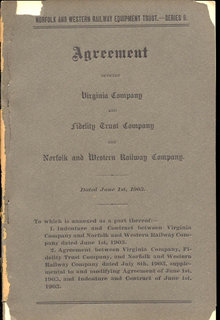 NORFOLK AND WESTERN RAILWAY EQUIPMENT TRUST.—SERIES B.
Agreement
BETWEEN
Virginia Company
AND
Fidelity Trust Company
AND
Norfolk and Western Railway Company.
Dated June 1st, 1903.
To which is annexed as a part thereof:—
1. Indenture and Contract between Virginia
Company and Norfolk and Western Railway Com-
pany dated June 1st, 1903.
2. Agreement between Virginia Company, Fi-
delity Trust Company, and Norfolk and Western
Railway Company dated July 8th, 1903, supple-
mental to and modifying Agreement of June 1st,
1903, and Indenture and Contract of June 1st,
1903.